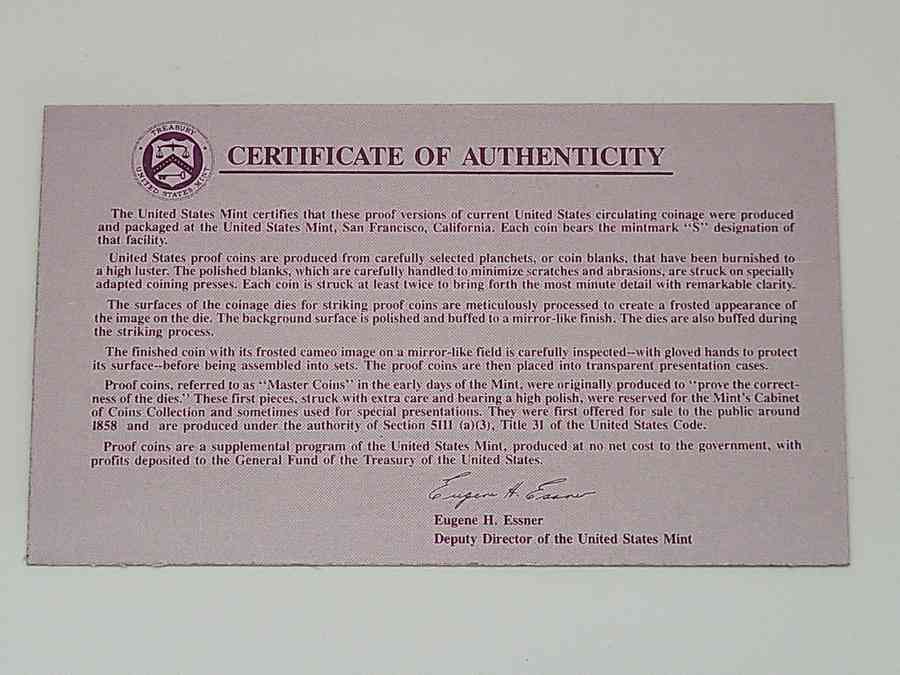 TREASURY
UNITED STATES MINT
CERTIFICATE OF AUTHENTICITY
The United States Mint certifies that these proof versions of current United States circulating coinage were produced
and packaged at the United States Mint, San Francisco, California. Each coin bears the mintmark "S" designation of
that facility.
United States proof coins are produced from carefully selected planchets, or coin blanks, that have been burnished to
a high luster. The polished blanks, which are carefully handled to minimize scratches and abrasions, are struck on specially
adapted coining presses. Each coin is struck at least twice to bring forth the most minute detail with remarkable clarity.
The surfaces of the coinage dies for striking proof coins are meticulously processed to create a frosted appearance of
the image on the die. The background surface is polished and buffed to a mirror-like finish. The dies are also buffed during
the striking process.
The finished coin with its frosted cameo image on a mirror-like field is carefully inspected--with gloved hands to protect
its surface--before being assembled into sets. The proof coins are then placed into transparent presentation cases.
Proof coins, referred to as "Master Coins" in the early days of the Mint, were originally produced to "prove the correct-
ness of the dies." These first pieces, struck with extra care and bearing a high polish, were reserved for the Mint's Cabinet
of Coins Collection and sometimes used for special presentations. They were first offered for sale to the public around
1858 and are produced under the authority of Section 5111 (a)(3), Title 31 of the United States Code.
Proof coins are a supplemental program of the United States Mint, produced at no net cost to the government, with
profits deposited to the General Fund of the Treasury of the United States.
Eugene H. Essner
Eugene H. Essner
Deputy Director of the United States Mint